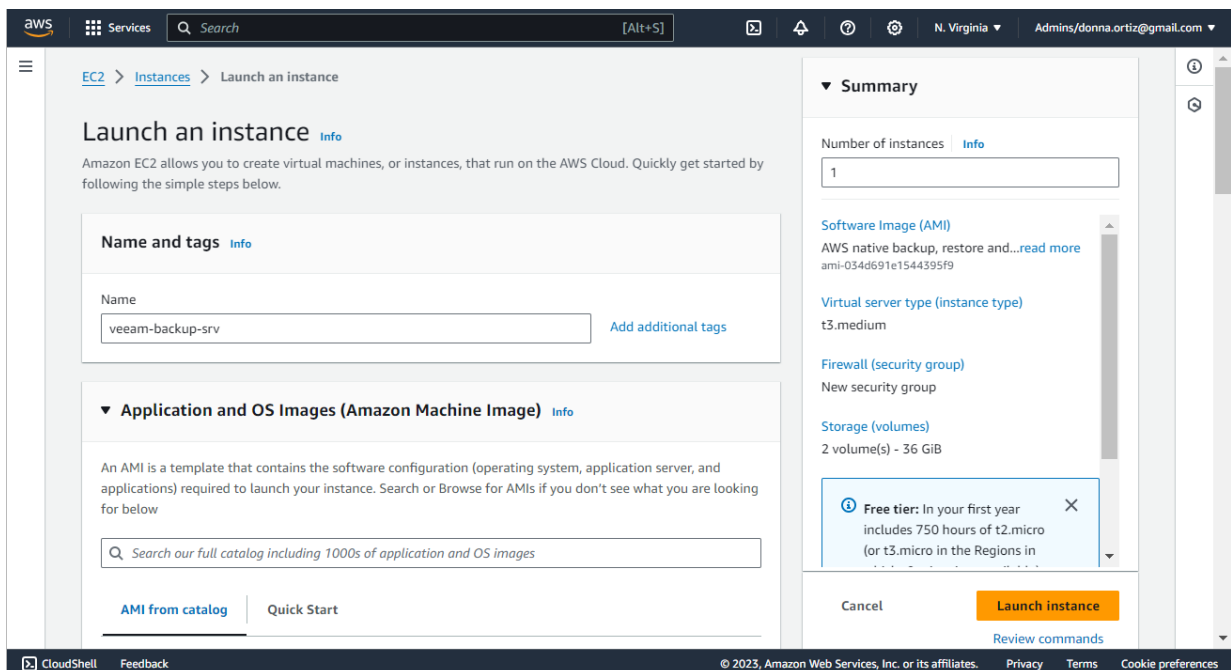 aws
Services
Search
[Alt+S]
N. Virginia
Admins/donna.ortiz@gmail.com
EC2
Instances
Launch an instance
Launch an instance Info
Amazon EC2 allows you to create virtual machines, or instances, that run on the AWS Cloud. Quickly get started by
following the simple steps below.
Name and tags Info
Name
veeam-backup-srv
Add additional tags
Application and OS Images (Amazon Machine Image) Info
An AMI is a template that contains the software configuration (operating system, application server, and
applications) required to launch your instance. Search or Browse for AMIs if you don't see what you are looking
for below
Search our full catalog including 1000s of application and OS images
AMI from catalog
Quick Start
Summary
Number of instances Info
1
Software Image (AMI)
AWS native backup, restore and...read more
ami-034d691e1544395f9
Virtual server type (instance type)
t3.medium
Firewall (security group)
New security group
Storage (volumes)
2 volume(s) - 36 GiB
Free tier: In your first year
includes 750 hours of t2.micro
(or t3.micro in the Regions in
Cancel
Launch instance
Review commands
CloudShell
Feedback
© 2023, Amazon Web Services, Inc. or its affiliates.
Privacy
Terms
Cookie preferences